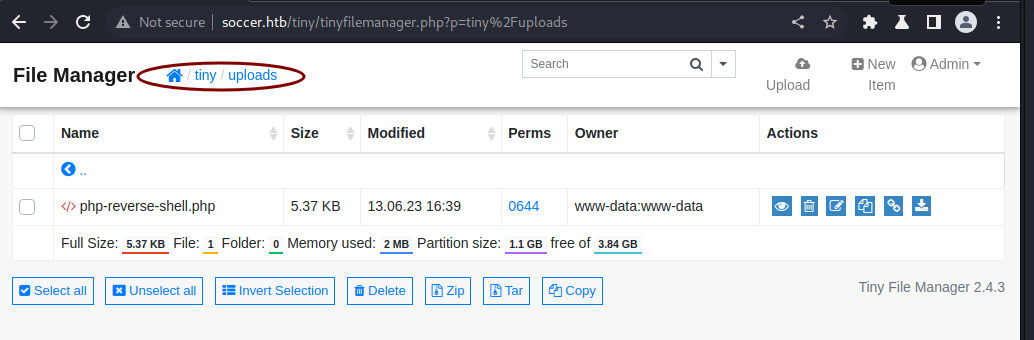 Not secure | soccer.htb/tiny/tinyfilemanager.php?p=tiny%2Fuploads
File Manager / tiny / uploads Search Upload New Item Admin
Name Size Modified Perms Owner Actions
..
</> php-reverse-shell.php 5.37 KB 13.06.23 16:39 0644 www-data:www-data
Full Size: 5.37 KB File: 1 Folder: 0 Memory used: 2 MB Partition size: 1.1 GB free of 3.84 GB
Select all Unselect all Invert Selection Delete Zip Tar Copy Tiny File Manager 2.4.3